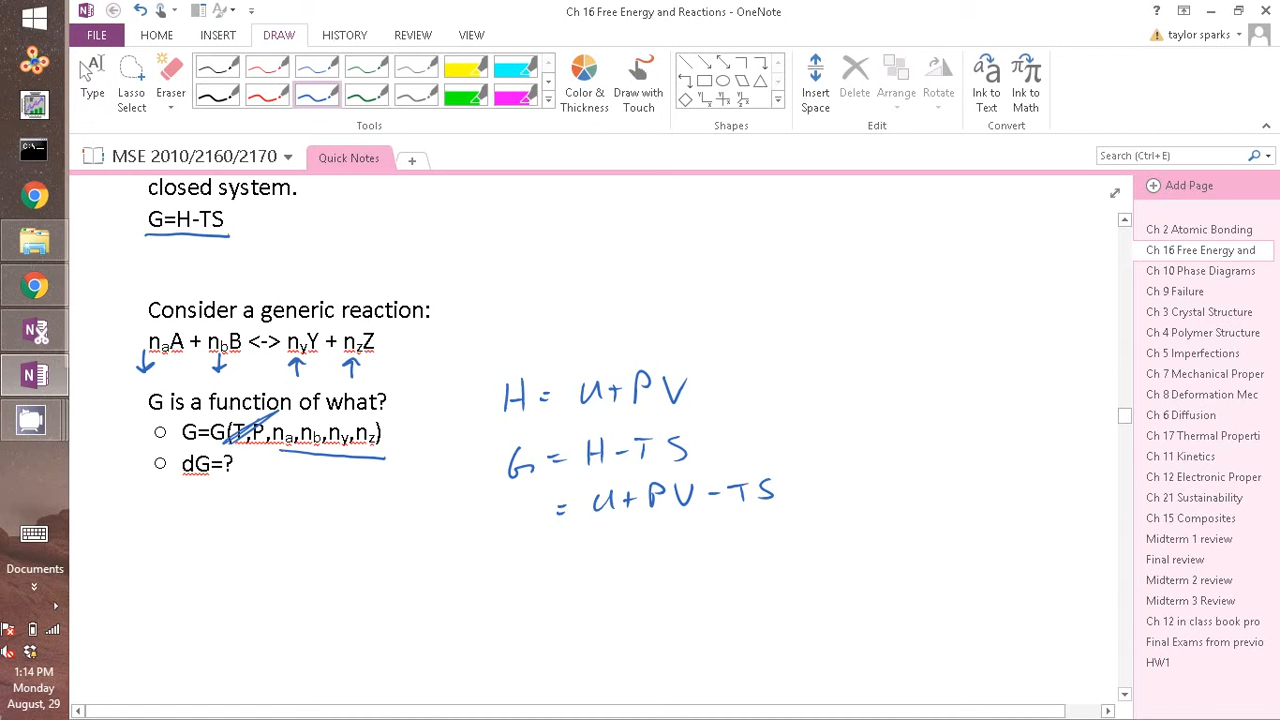 Ch 16 Free Energy and Reactions - OneNote
FILE HOME INSERT DRAW HISTORY REVIEW VIEW
taylor sparks
Type Lasso Select Eraser
Color & Thickness Draw with Touch
Insert Space Delete Arrange Rotate
Ink to Text Ink to Math
Tools Shapes Edit Convert
MSE 2010/2160/2170 Quick Notes
Search (Ctrl+E)
Add Page
closed system.
G=H-TS
Consider a generic reaction:
nₐA + n_bB <-> n_yY + n_zZ
G is a function of what?
G=G(T,P,nₐ,n_b,n_y,n_z)
dG=?
H = U + PV
G = H - TS
= U + PV - TS
Ch 2 Atomic Bonding
Ch 16 Free Energy and
Ch 10 Phase Diagrams
Ch 9 Failure
Ch 3 Crystal Structure
Ch 4 Polymer Structure
Ch 5 Imperfections
Ch 7 Mechanical Proper
Ch 8 Deformation Mec
Ch 6 Diffusion
Ch 17 Thermal Properti
Ch 11 Kinetics
Ch 12 Electronic Proper
Ch 21 Sustainability
Ch 15 Composites
Midterm 1 review
Final review
Midterm 2 review
Midterm 3 Review
Ch 12 in class book pro
Final Exams from previo
HW1
Documents
1:14 PM
Monday
August, 29